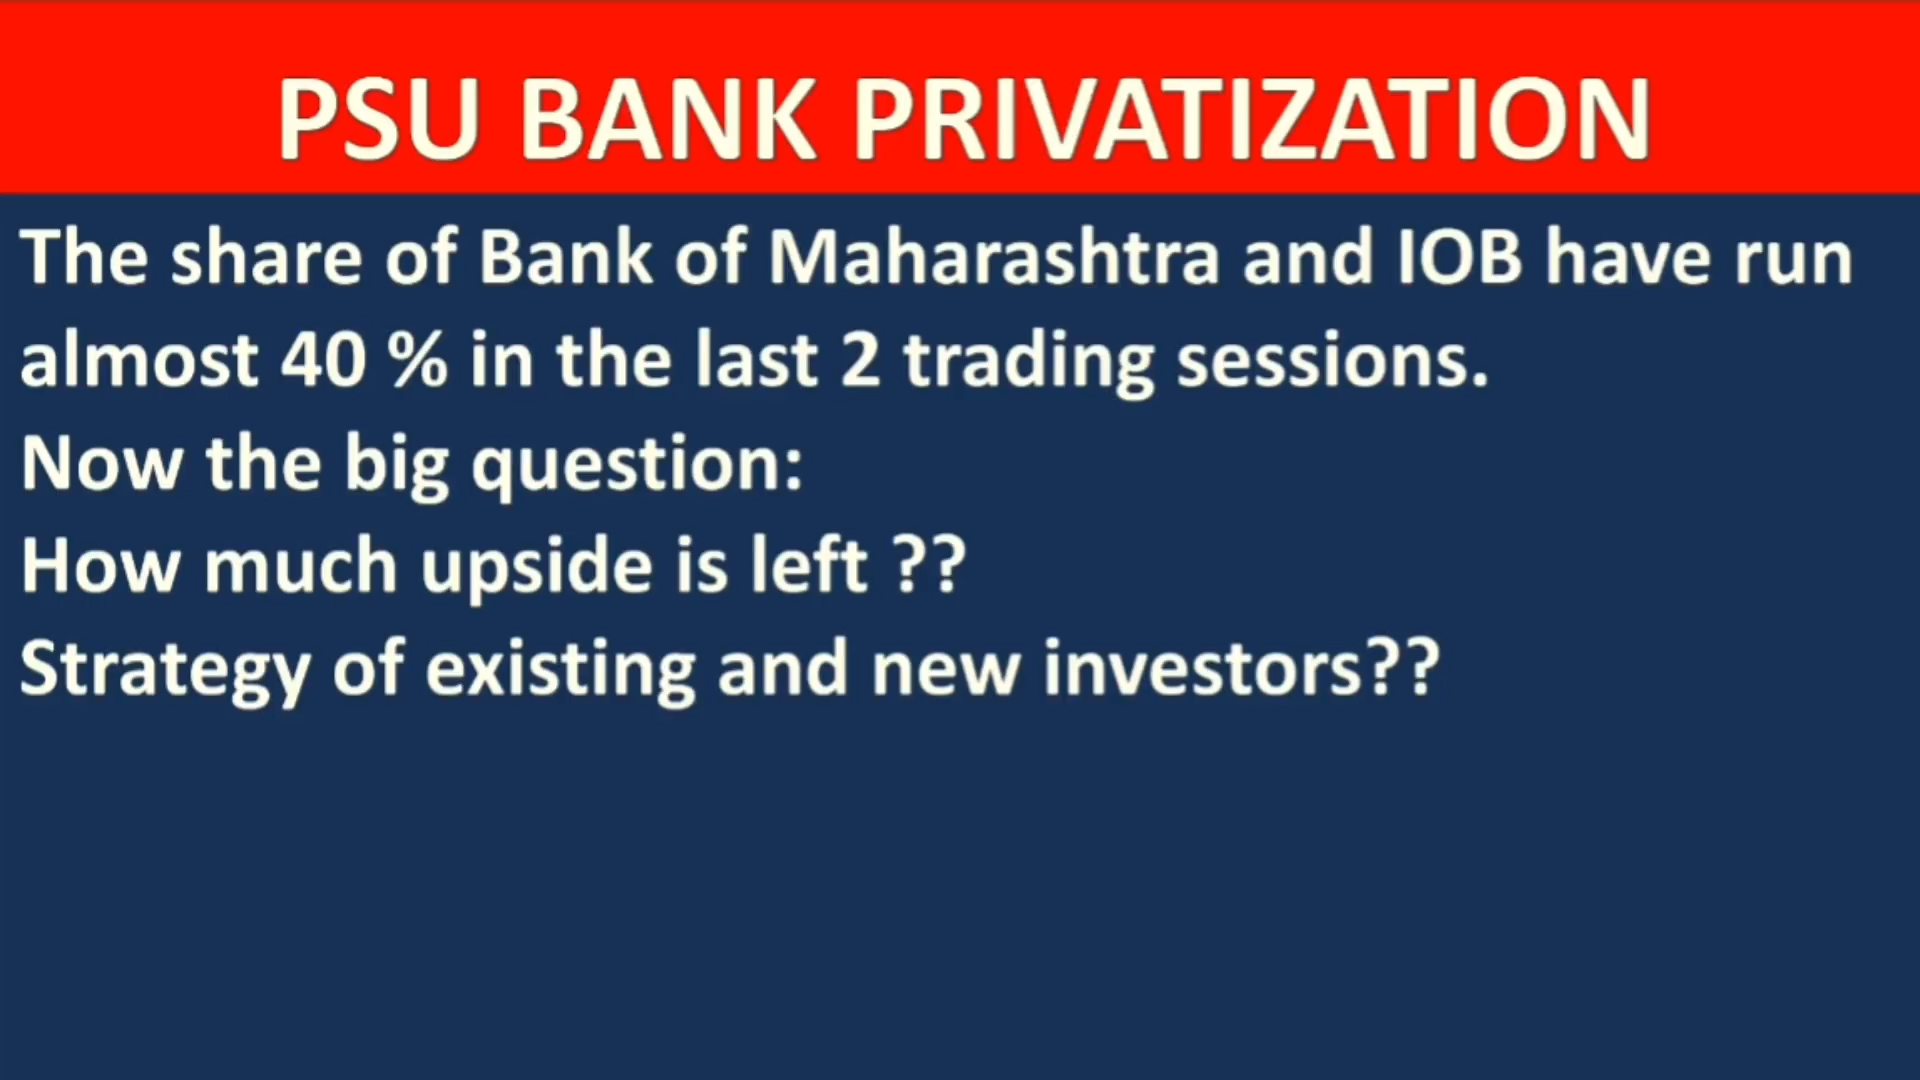 PSU BANK PRIVATIZATION
The share of Bank of Maharashtra and IOB have run
almost 40 % in the last 2 trading sessions.
Now the big question:
How much upside is left ??
Strategy of existing and new investors??